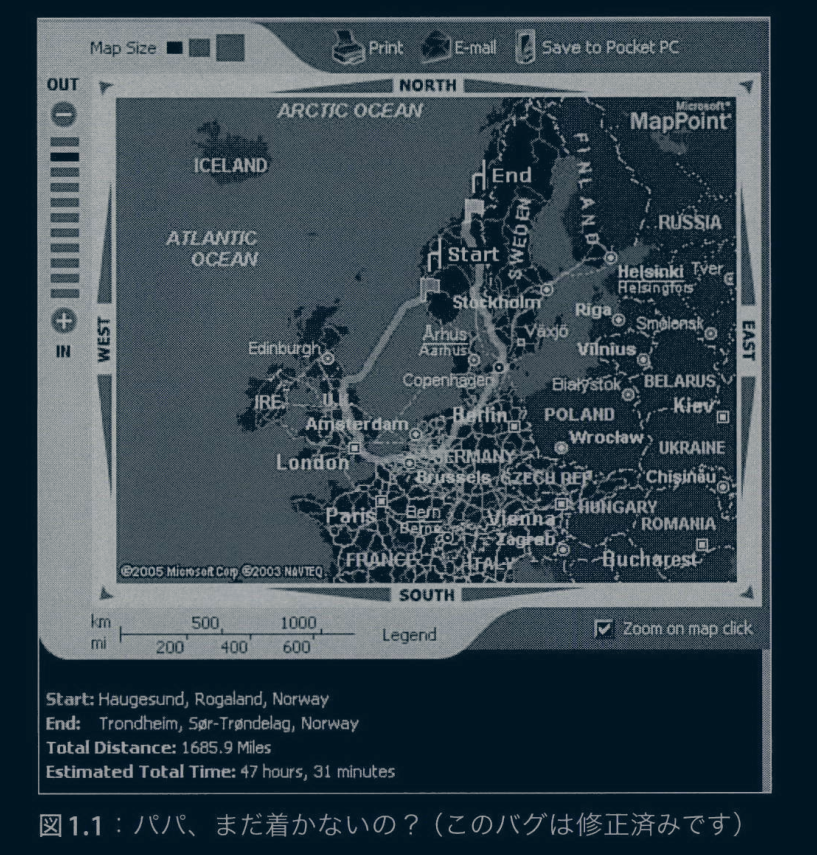 Map Size Print E-mail Save to Pocket PC
OUT
NORTH
ARCTIC OCEAN
Microsoft®
MapPoint®
ICELAND
End
FINLAND
SWEDEN
RUSSIA
ATLANTIC
OCEAN
Start
Helsinki Tver
Helsingfors
Stockholm
Riga
Smolensk
IN
WEST
EAST
Århus
Aarhus
Växjö
Edinburgh
Vilnius
Copenhagen
Białystok BELARUS
IRE U.K.
Berlin POLAND Kiev
Amsterdam
Wrocław UKRAINE
London GERMANY
Brussels CZECH REP. Chișinău
Paris Bern Vienna HUNGARY
Berne Zagreb ROMANIA
FRANCE ITALY Bucharest
©2005 Microsoft Corp ©2003 NAVTEQ
SOUTH
km 500 1000
mi 200 400 600
Legend
Zoom on map click
Start: Haugesund, Rogaland, Norway
End: Trondheim, Sør-Trøndelag, Norway
Total Distance: 1685.9 Miles
Estimated Total Time: 47 hours, 31 minutes
図1.1：パパ、まだ着かないの？（このバグは修正済みです）